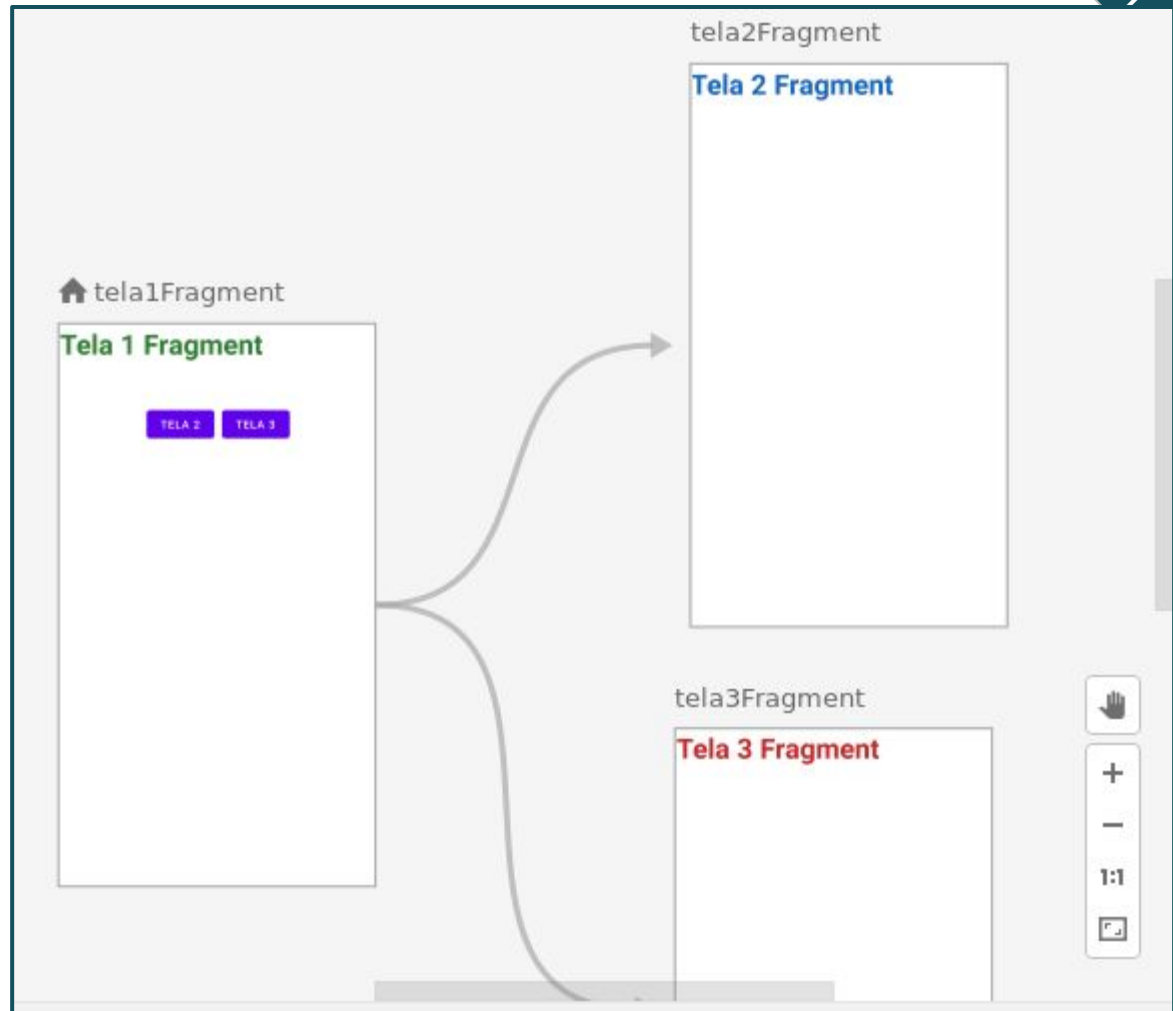 tela2Fragment
Tela 2 Fragment
tela1Fragment
Tela 1 Fragment
TELA 2 TELA 3
tela3Fragment
Tela 3 Fragment
+
−
1:1